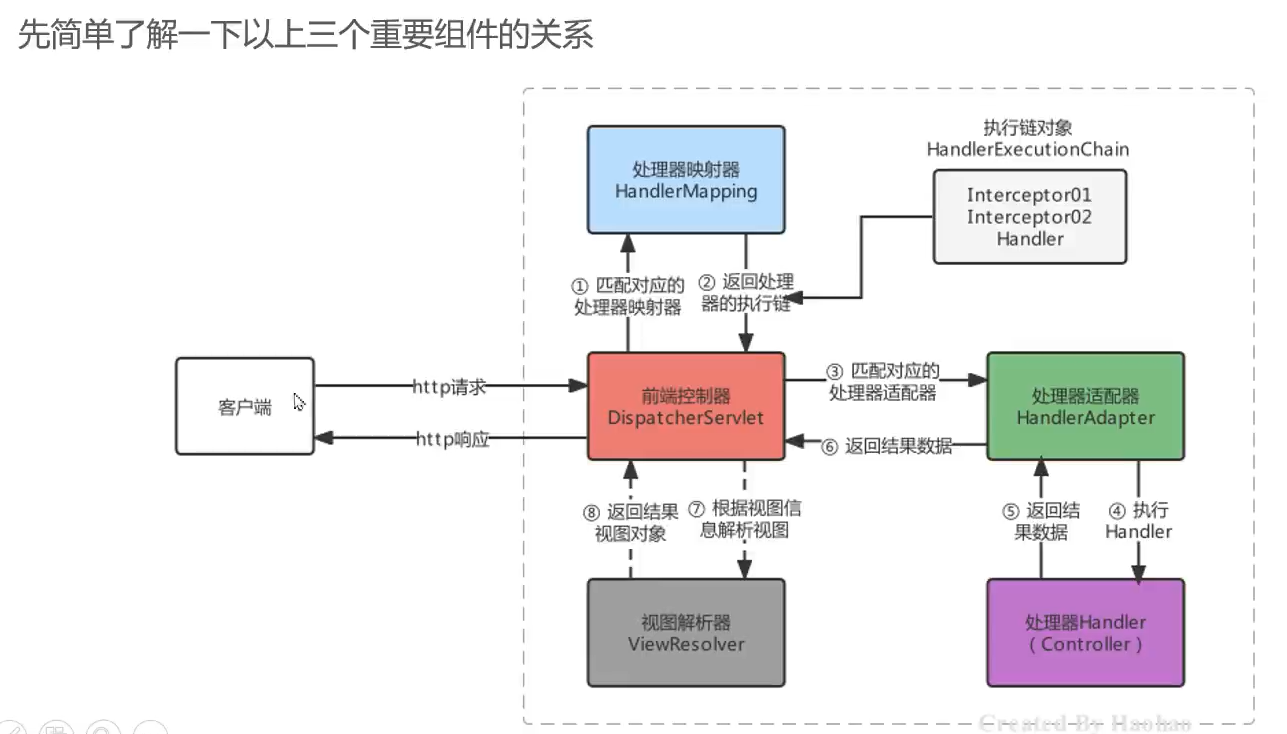 先简单了解一下以上三个重要组件的关系
处理器映射器
HandlerMapping
执行链对象
HandlerExecutionChain
Interceptor01
Interceptor02
Handler
① 匹配对应的
处理器映射器
② 返回处理
器的执行链
客户端
http请求
http响应
前端控制器
DispatcherServlet
③ 匹配对应的
处理器适配器
⑥ 返回结果数据
处理器适配器
HandlerAdapter
⑧ 返回结果
视图对象
⑦ 根据视图信
息解析视图
⑤ 返回结
果数据
④ 执行
Handler
视图解析器
ViewResolver
处理器Handler
（Controller）
Created By Haohao